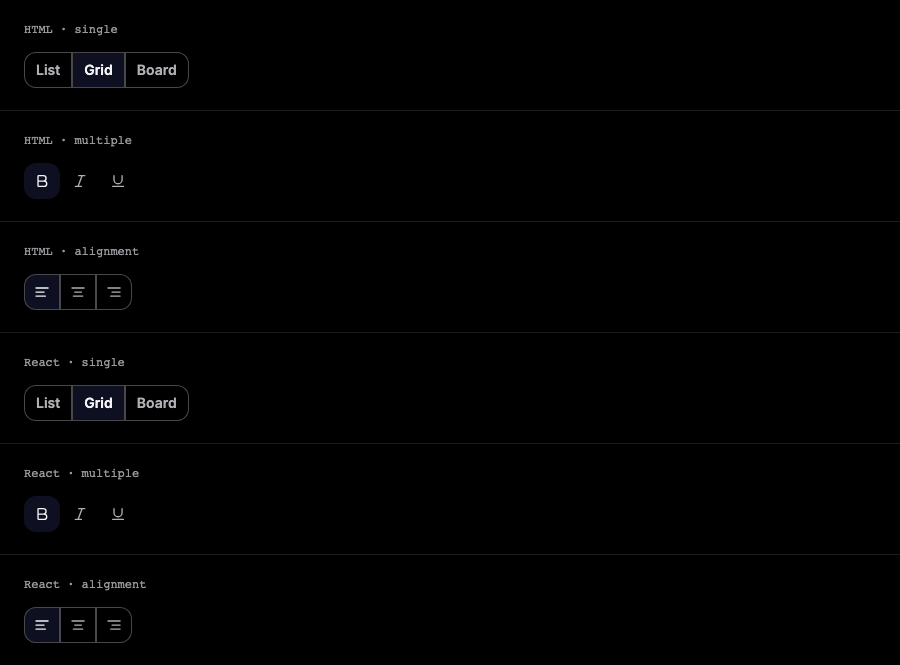 HTML · single
List Grid Board
HTML · multiple
B I U
HTML · alignment
React · single
List Grid Board
React · multiple
B I U
React · alignment